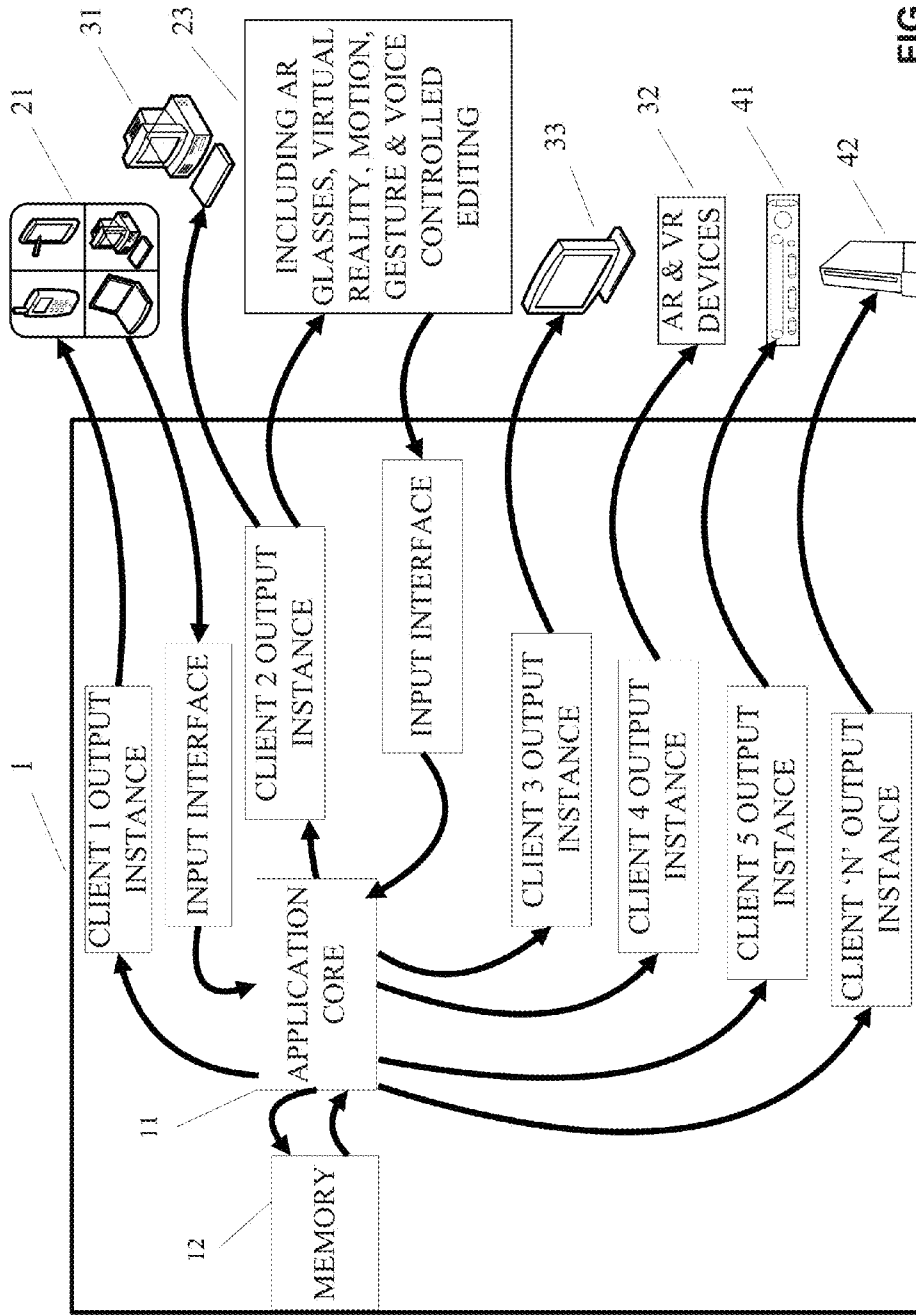 1
CLIENT 1 OUTPUT
INSTANCE
INPUT INTERFACE
CLIENT 2 OUTPUT
INSTANCE
INPUT INTERFACE
CLIENT 3 OUTPUT
INSTANCE
CLIENT 4 OUTPUT
INSTANCE
CLIENT 5 OUTPUT
INSTANCE
CLIENT 'N' OUTPUT
INSTANCE
11
APPLICATION
CORE
12
MEMORY
21
31
23
INCLUDING AR
GLASSES, VIRTUAL
REALITY, MOTION,
GESTURE & VOICE
CONTROLLED
EDITING
33
32
AR & VR
DEVICES
41
42
FIG